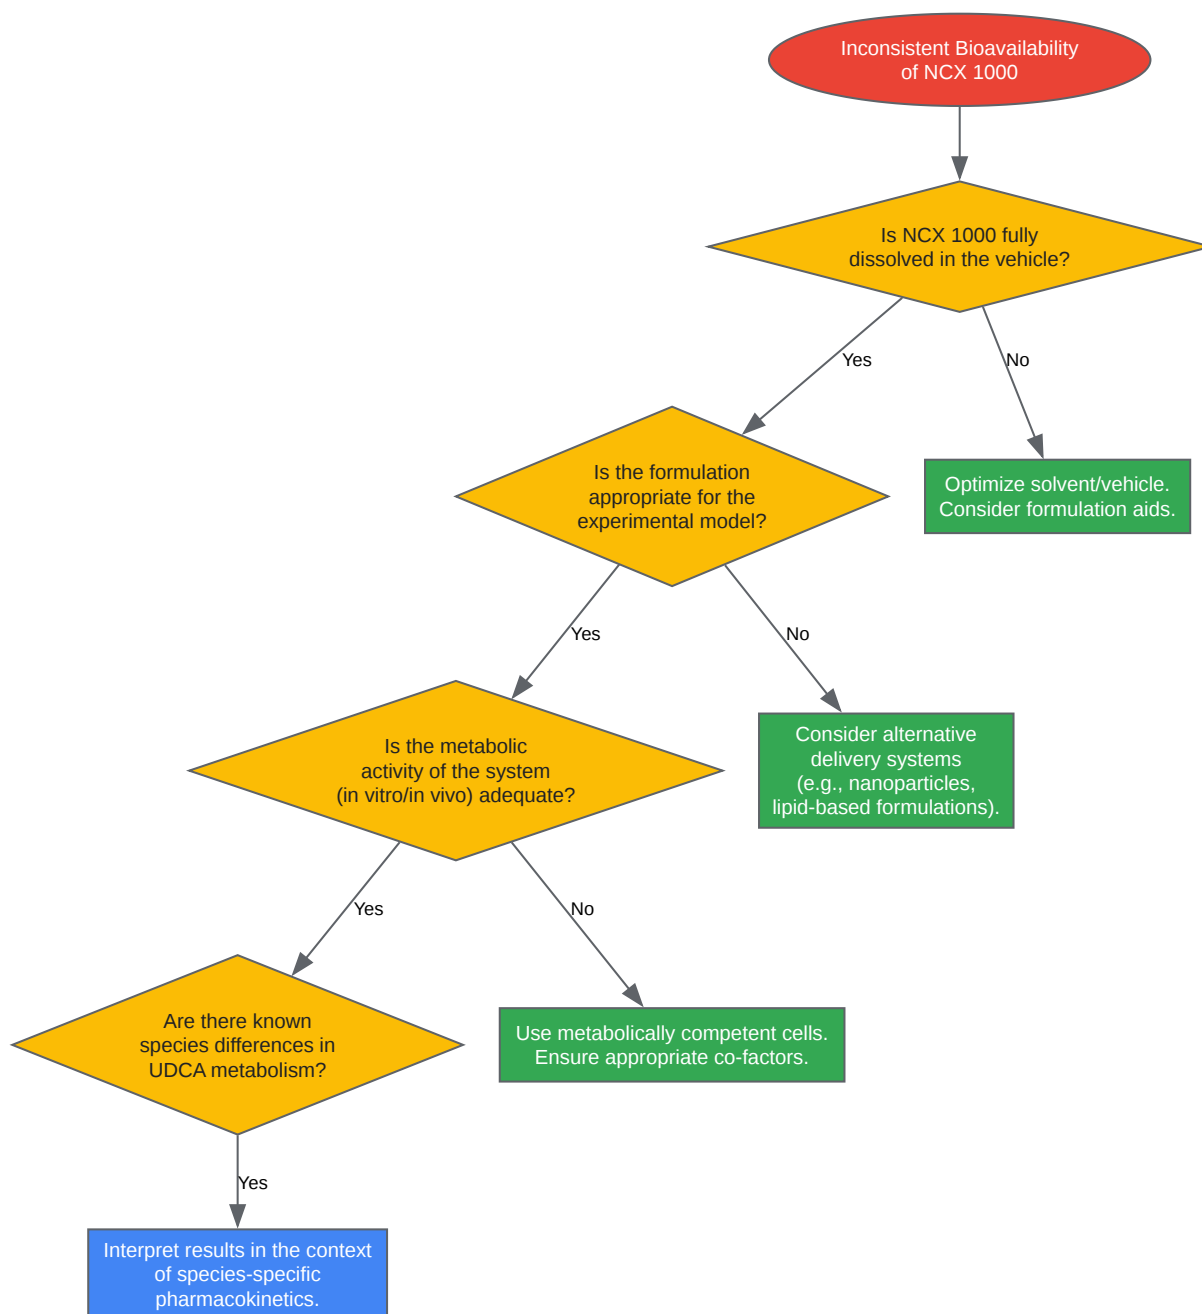 Inconsistent Bioavailability
of NCX 1000
Is NCX 1000 fully
dissolved in the vehicle?
Yes
No
Is the formulation
appropriate for the
experimental model?
Optimize solvent/vehicle.
Consider formulation aids.
Yes
No
Is the metabolic
activity of the system
(in vitro/in vivo) adequate?
Consider alternative
delivery systems
(e.g., nanoparticles,
lipid-based formulations).
Yes
No
Are there known
species differences in
UDCA metabolism?
Use metabolically competent cells.
Ensure appropriate co-factors.
Yes
Interpret results in the context
of species-specific
pharmacokinetics.